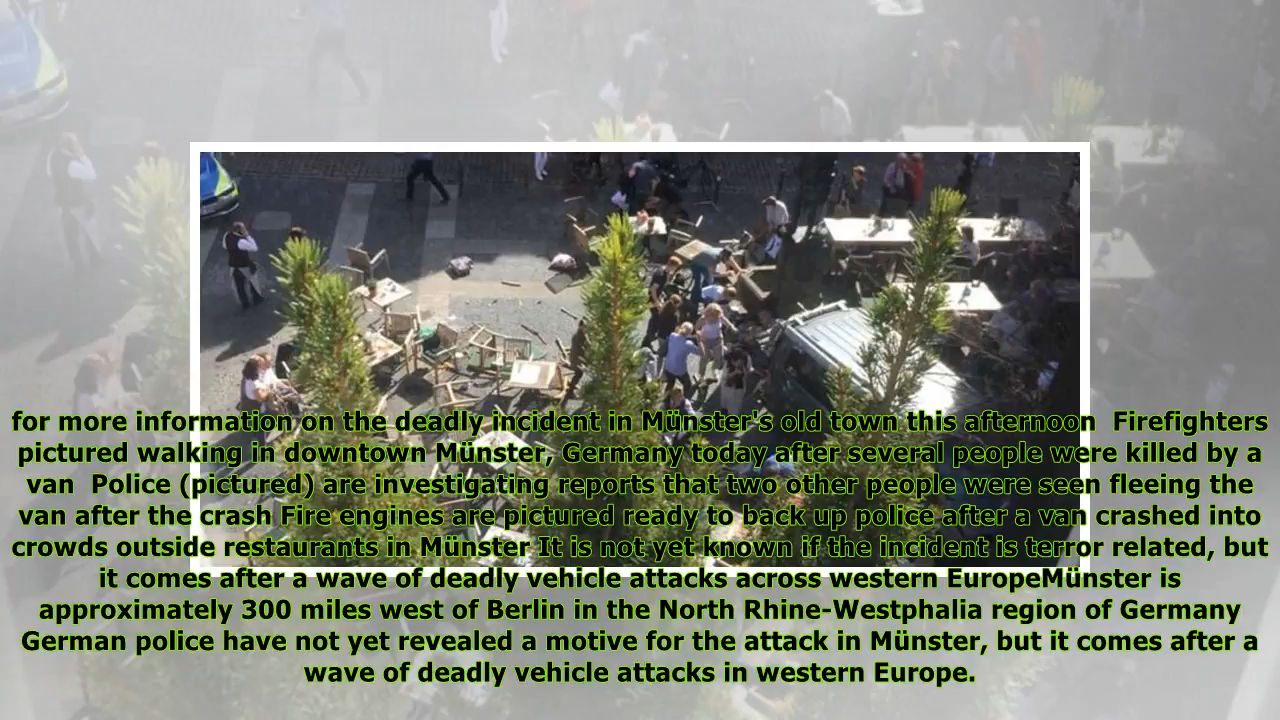 for more information on the deadly incident in Münster's old town this afternoon  Firefighters
pictured walking in downtown Münster, Germany today after several people were killed by a
van  Police (pictured) are investigating reports that two other people were seen fleeing the
van after the crash Fire engines are pictured ready to back up police after a van crashed into
crowds outside restaurants in Münster It is not yet known if the incident is terror related, but
it comes after a wave of deadly vehicle attacks across western EuropeMünster is
approximately 300 miles west of Berlin in the North Rhine-Westphalia region of Germany
German police have not yet revealed a motive for the attack in Münster, but it comes after a
wave of deadly vehicle attacks in western Europe.